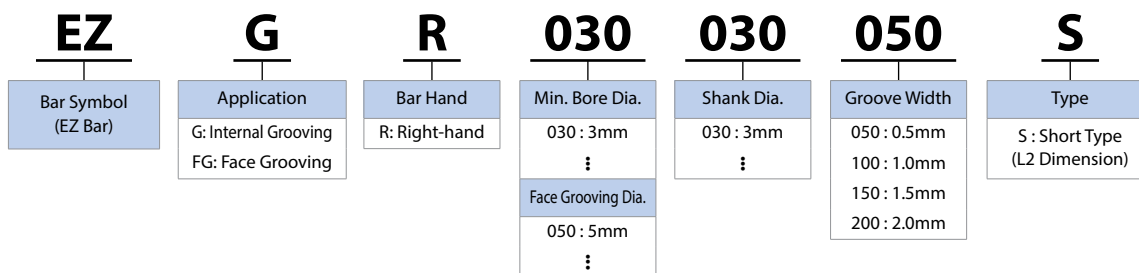 EZ G R 030 030 050 S
Bar Symbol
(EZ Bar)
Application
G: Internal Grooving
FG: Face Grooving
Bar Hand
R: Right-hand
Min. Bore Dia.
030 : 3mm
⋮
Face Grooving Dia.
050 : 5mm
⋮
Shank Dia.
030 : 3mm
⋮
Groove Width
050 : 0.5mm
100 : 1.0mm
150 : 1.5mm
200 : 2.0mm
Type
S : Short Type
(L2 Dimension)